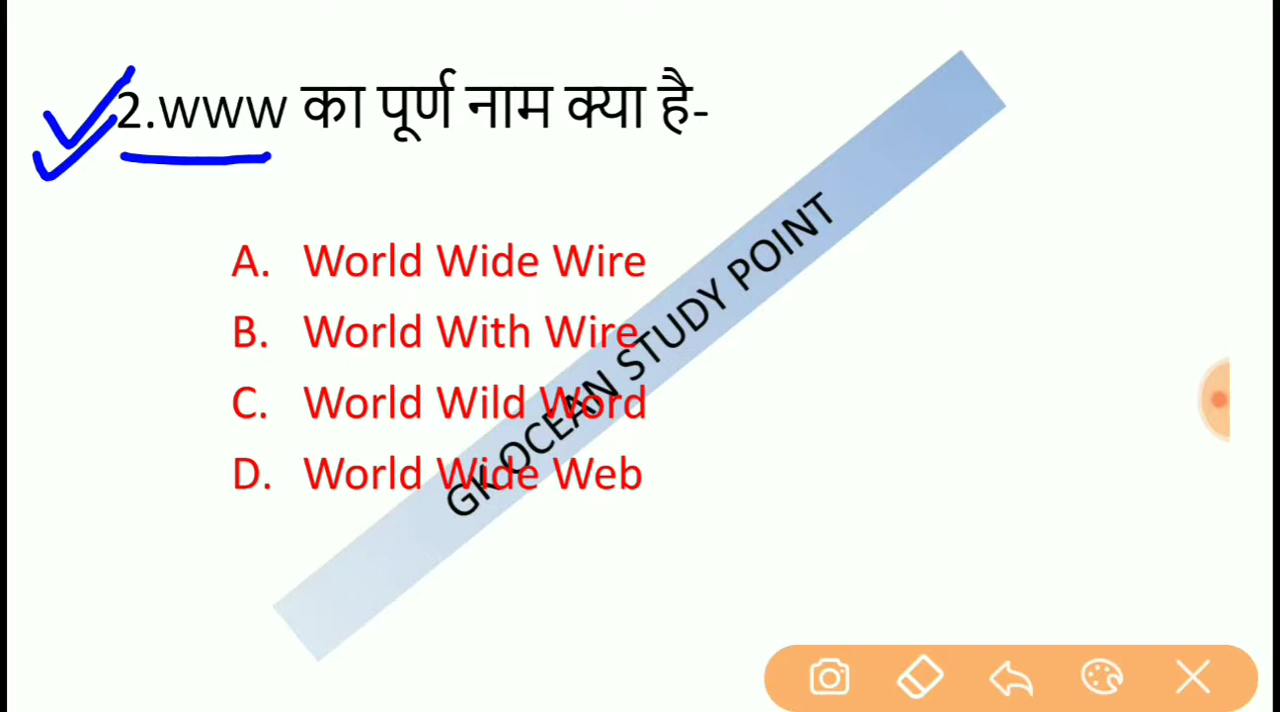 2.www का पूर्ण नाम क्या है-
A. World Wide Wire
B. World With Wire
C. World Wild Word
D. World Wide Web
GK OCEAN STUDY POINT